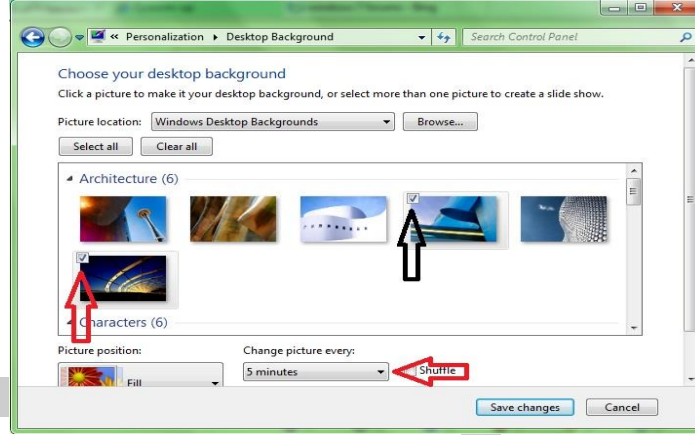 « Personalization ▸ Desktop Background
Search Control Panel
Choose your desktop background
Click a picture to make it your desktop background, or select more than one picture to create a slide show.
Picture location: Windows Desktop Backgrounds Browse...
Select all Clear all
Architecture (6)
Characters (6)
Picture position: Change picture every:
Fill 5 minutes Shuffle
Save changes Cancel